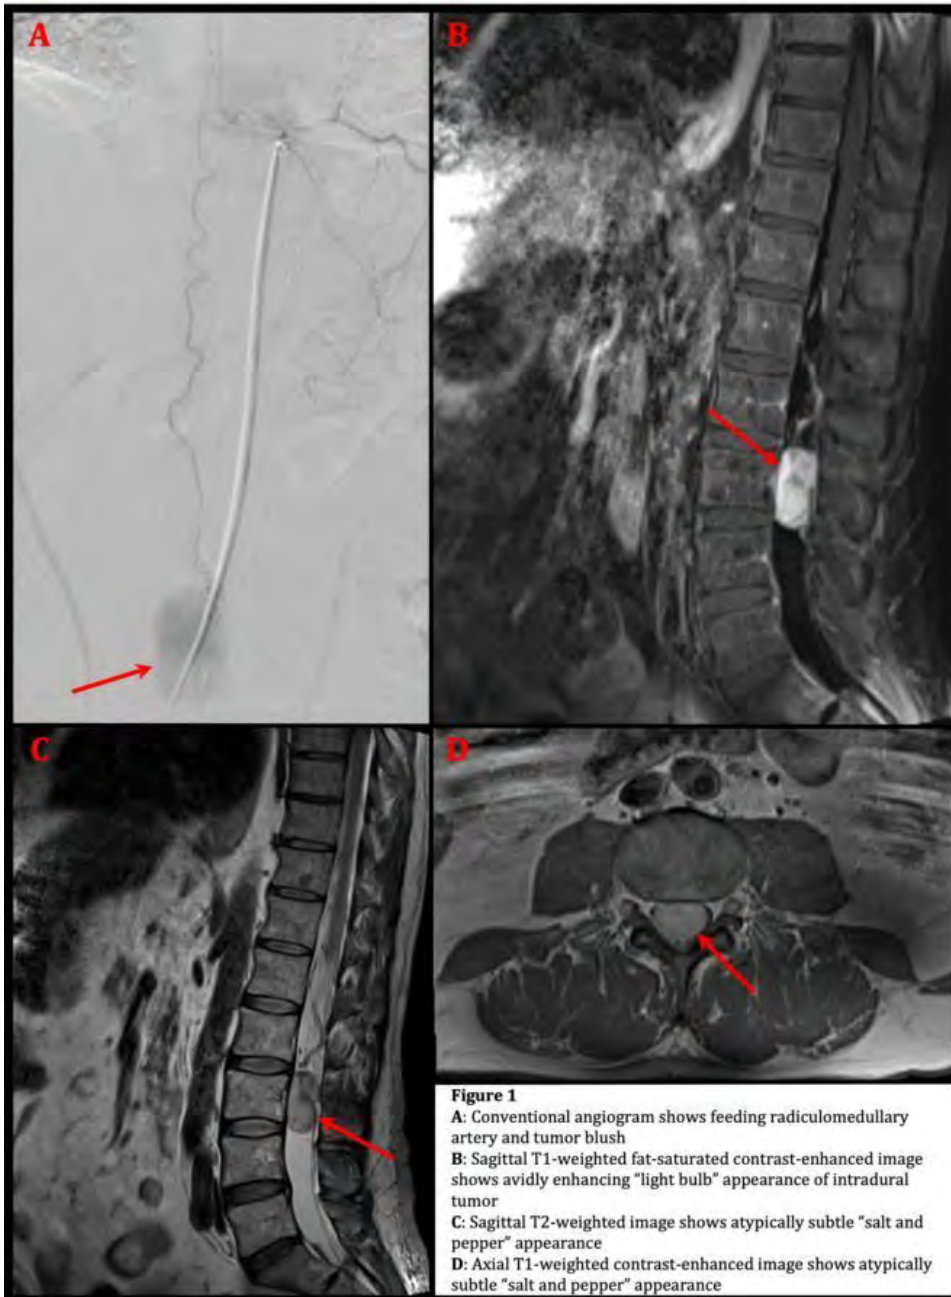 A
B
C
D
Figure 1
A: Conventional angiogram shows feeding radiculomedullary
artery and tumor blush
B: Sagittal T1-weighted fat-saturated contrast-enhanced image
shows avidly enhancing “light bulb” appearance of intradural
tumor
C: Sagittal T2-weighted image shows atypically subtle “salt and
pepper” appearance
D: Axial T1-weighted contrast-enhanced image shows atypically
subtle “salt and pepper” appearance